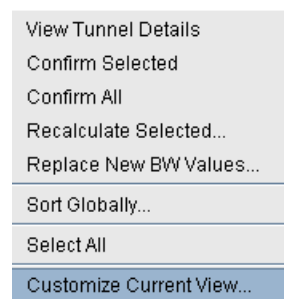 View Tunnel Details
Confirm Selected
Confirm All
Recalculate Selected...
Replace New BW Values...
Sort Globally...
Select All
Customize Current View...